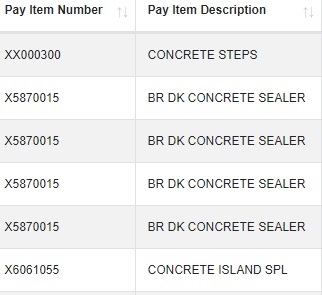 Pay Item Number Pay Item Description
XX000300 CONCRETE STEPS
X5870015 BR DK CONCRETE SEALER
X5870015 BR DK CONCRETE SEALER
X5870015 BR DK CONCRETE SEALER
X5870015 BR DK CONCRETE SEALER
X6061055 CONCRETE ISLAND SPL